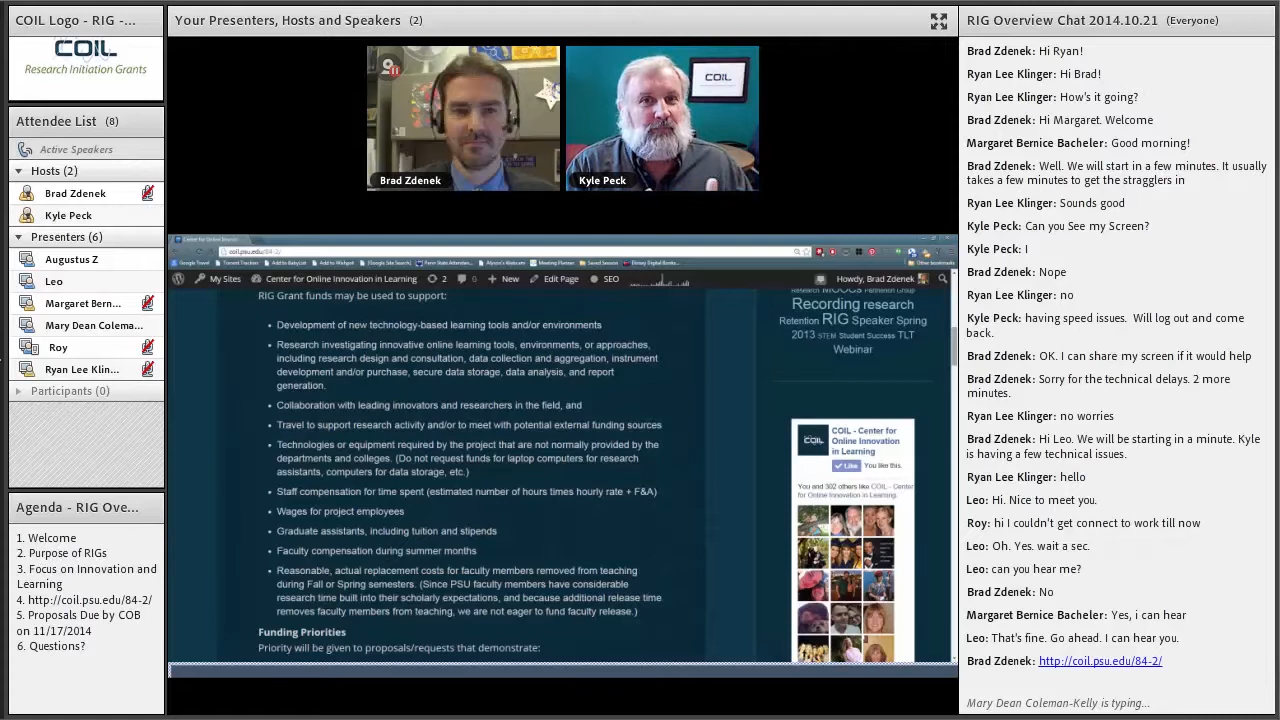 COIL Logo - RIG -...
COIL
Research Initiation Grants
Attendee List (8)
Active Speakers
Hosts (2)
Brad Zdenek
Kyle Peck
Presenters (6)
Augustus Z
Leo
Margaret Bern...
Mary Dean Colema...
Roy
Ryan Lee Klin...
Participants (0)
Agenda - RIG Ove...
1. Welcome
2. Purpose of RIGs
3. Focus on Innovation and
Learning
4. http://coil.psu.edu/84-2/
5. Proposals Due by COB
on 11/17/2014
6. Questions?
Your Presenters, Hosts and Speakers (2)
COIL
Brad Zdenek
Kyle Peck
coil.psu.edu/84-2/
My Sites
Center for Online Innovation in Learning
2
0
New
Edit Page
SEO
Howdy, Brad Zdenek
RIG Grant funds may be used to support:
• Development of new technology-based learning tools and/or environments
• Research investigating innovative online learning tools, environments, or approaches,
including research design and consultation, data collection and aggregation, instrument
development and/or purchase, secure data storage, data analysis, and report
generation.
• Collaboration with leading innovators and researchers in the field, and
• Travel to support research activity and/or to meet with potential external funding sources
• Technologies or equipment required by the project that are not normally provided by the
departments and colleges. (Do not request funds for laptop computers for research
assistants, computers for data storage, etc.)
• Staff compensation for time spent (estimated number of hours times hourly rate + F&A)
• Wages for project employees
• Graduate assistants, including tuition and stipends
• Faculty compensation during summer months
• Reasonable, actual replacement costs for faculty members removed from teaching
during Fall or Spring semesters. (Since PSU faculty members have considerable
research time built into their scholarly expectations, and because additional release time
removes faculty members from teaching, we are not eager to fund faculty release.)
Funding Priorities
Priority will be given to proposals/requests that demonstrate:
Recording research
Retention RIG Speaker Spring
2013 STEM Student Success TLT
Webinar
COIL
COIL - Center for
Online Innovation
in Learning
Like You like this.
You and 302 others like COIL - Center
for Online Innovation in Learning.
RIG Overview Chat 2014.10.21 (Everyone)
Brad Zdenek: Hi Ryan!
Ryan Lee Klinger: Hi Brad!
Ryan Lee Klinger: How's it going?
Brad Zdenek: Hi Margaret. Welcome
Margaret Bernice Bachelier: Good morning!
Brad Zdenek: Well. We will start in a few minutes. It usually
takes a few minutes to get the stragglers in
Ryan Lee Klinger: Sounds good
Kyle Peck: Can you see my Screen?
Kyle Peck: I
Brad Zdenek: Nope
Ryan Lee Klinger: no
Kyle Peck: having speed issues. Will log out and come
back.
Brad Zdenek: OK. I can share my screen if it would help
Brad Zdenek: Sorry for the technical delays. 2 more
minutes.
Ryan Lee Klinger: no worries
Brad Zdenek: Hi Leo. We will be starting in a minute. Kyle
is having a few technical issues.
Ryan Lee Klinger: hello
Leo: Hi. Nice to meet you.
Roy: hi I couldn't get connect to work til now
Leo: Oh. Yes. wait a sec.
Leo: can you hear me?
Brad Zdenek: No
Margaret Bernice Bachelier: Yes, i can hear
Leo: That's fine. Go ahead. I can hear you.
Brad Zdenek: http://coil.psu.edu/84-2/
Mary Dean Coleman-Kelly is typing...